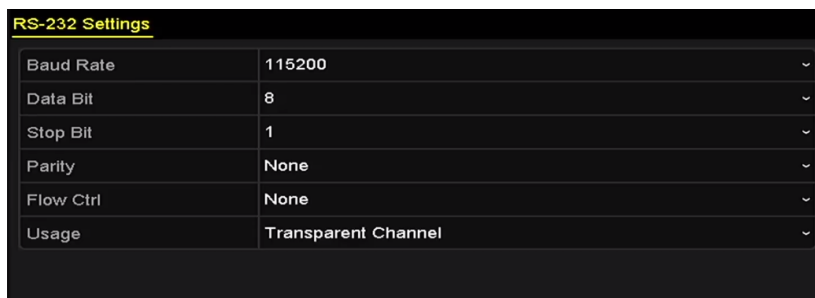 RS-232 Settings
Baud Rate 115200
Data Bit 8
Stop Bit 1
Parity None
Flow Ctrl None
Usage Transparent Channel